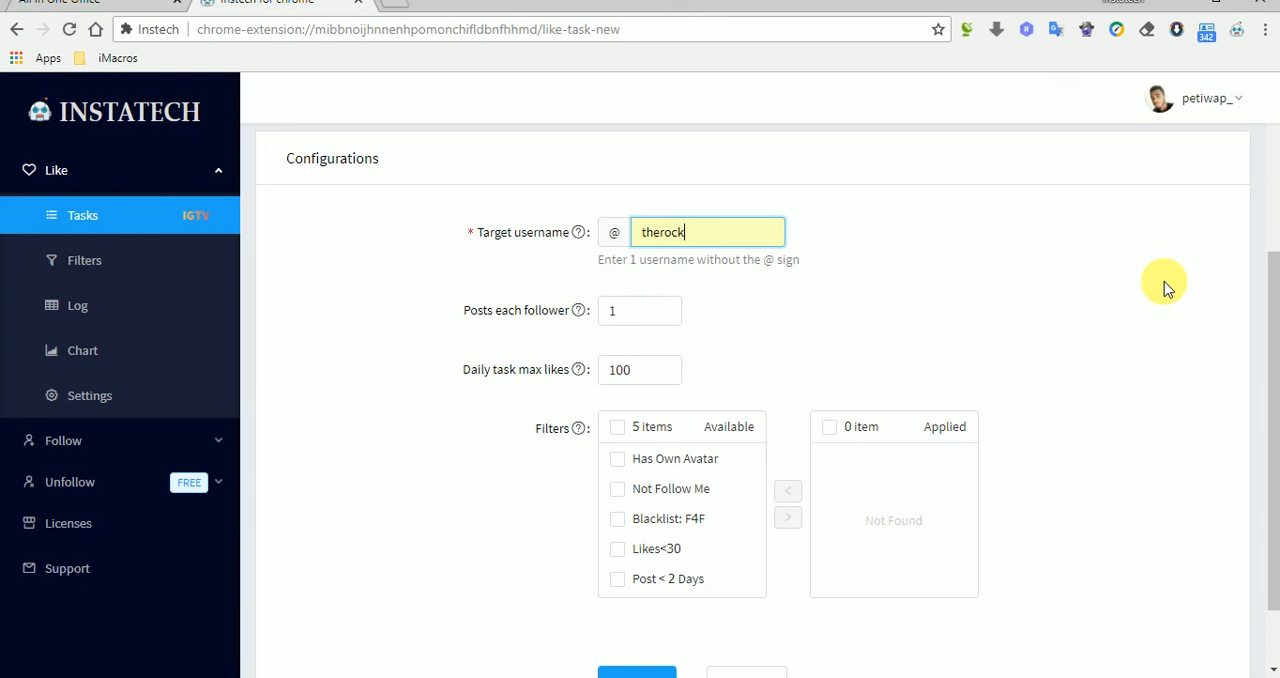 All In One Office
Instech for chrome
Instatech
Instech
chrome-extension://mibbnoijhnnenhpomonchifldbnfhhmd/like-task-new
342
Apps
iMacros
INSTATECH
petiwap_
Like
Configurations
Tasks IGTV
Target username : @ therock
Enter 1 username without the @ sign
Filters
Log
Posts each follower : 1
Chart
Daily task max likes : 100
Settings
Filters : 5 items Available
0 item Applied
Follow
Has Own Avatar
Unfollow FREE
Not Follow Me
Licenses
Blacklist: F4F
Not Found
Likes<30
Support
Post < 2 Days